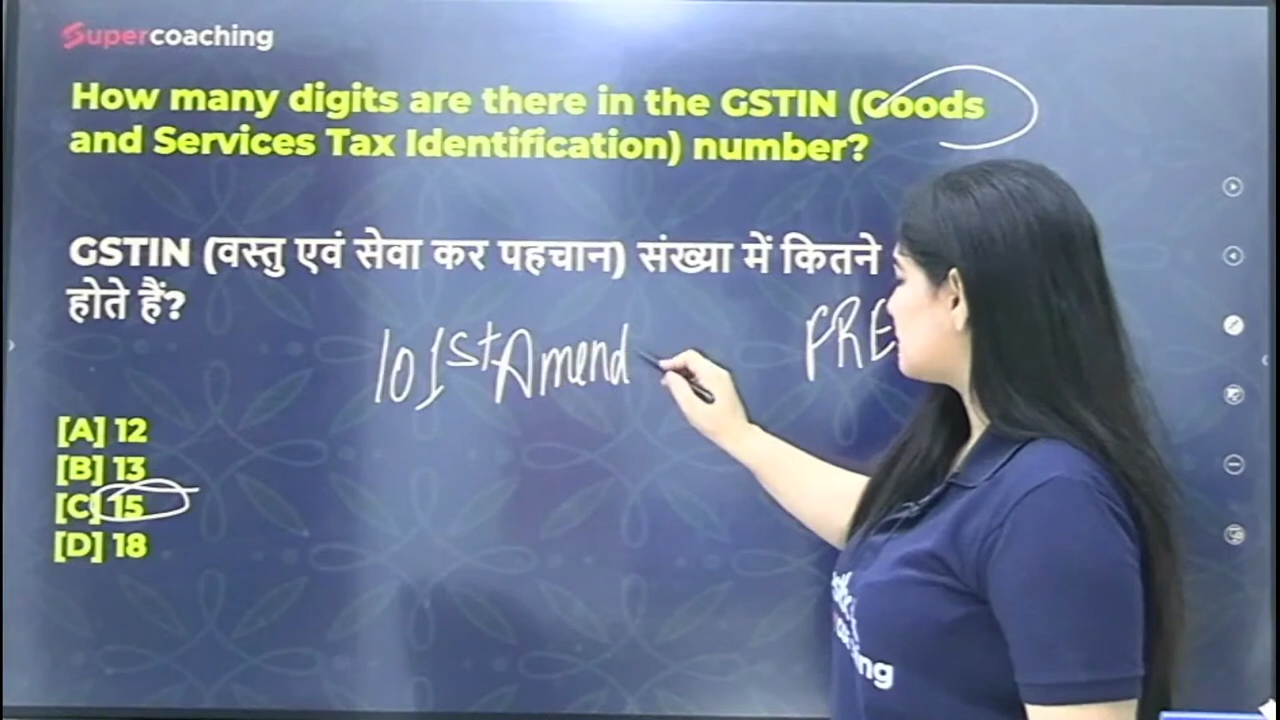 Supercoaching
How many digits are there in the GSTIN (Goods
and Services Tax Identification) number?
GSTIN (वस्तु एवं सेवा कर पहचान) संख्या में कितने
होते हैं?
101st Amend
PRE
[A] 12
[B] 13
[C] 15
[D] 18